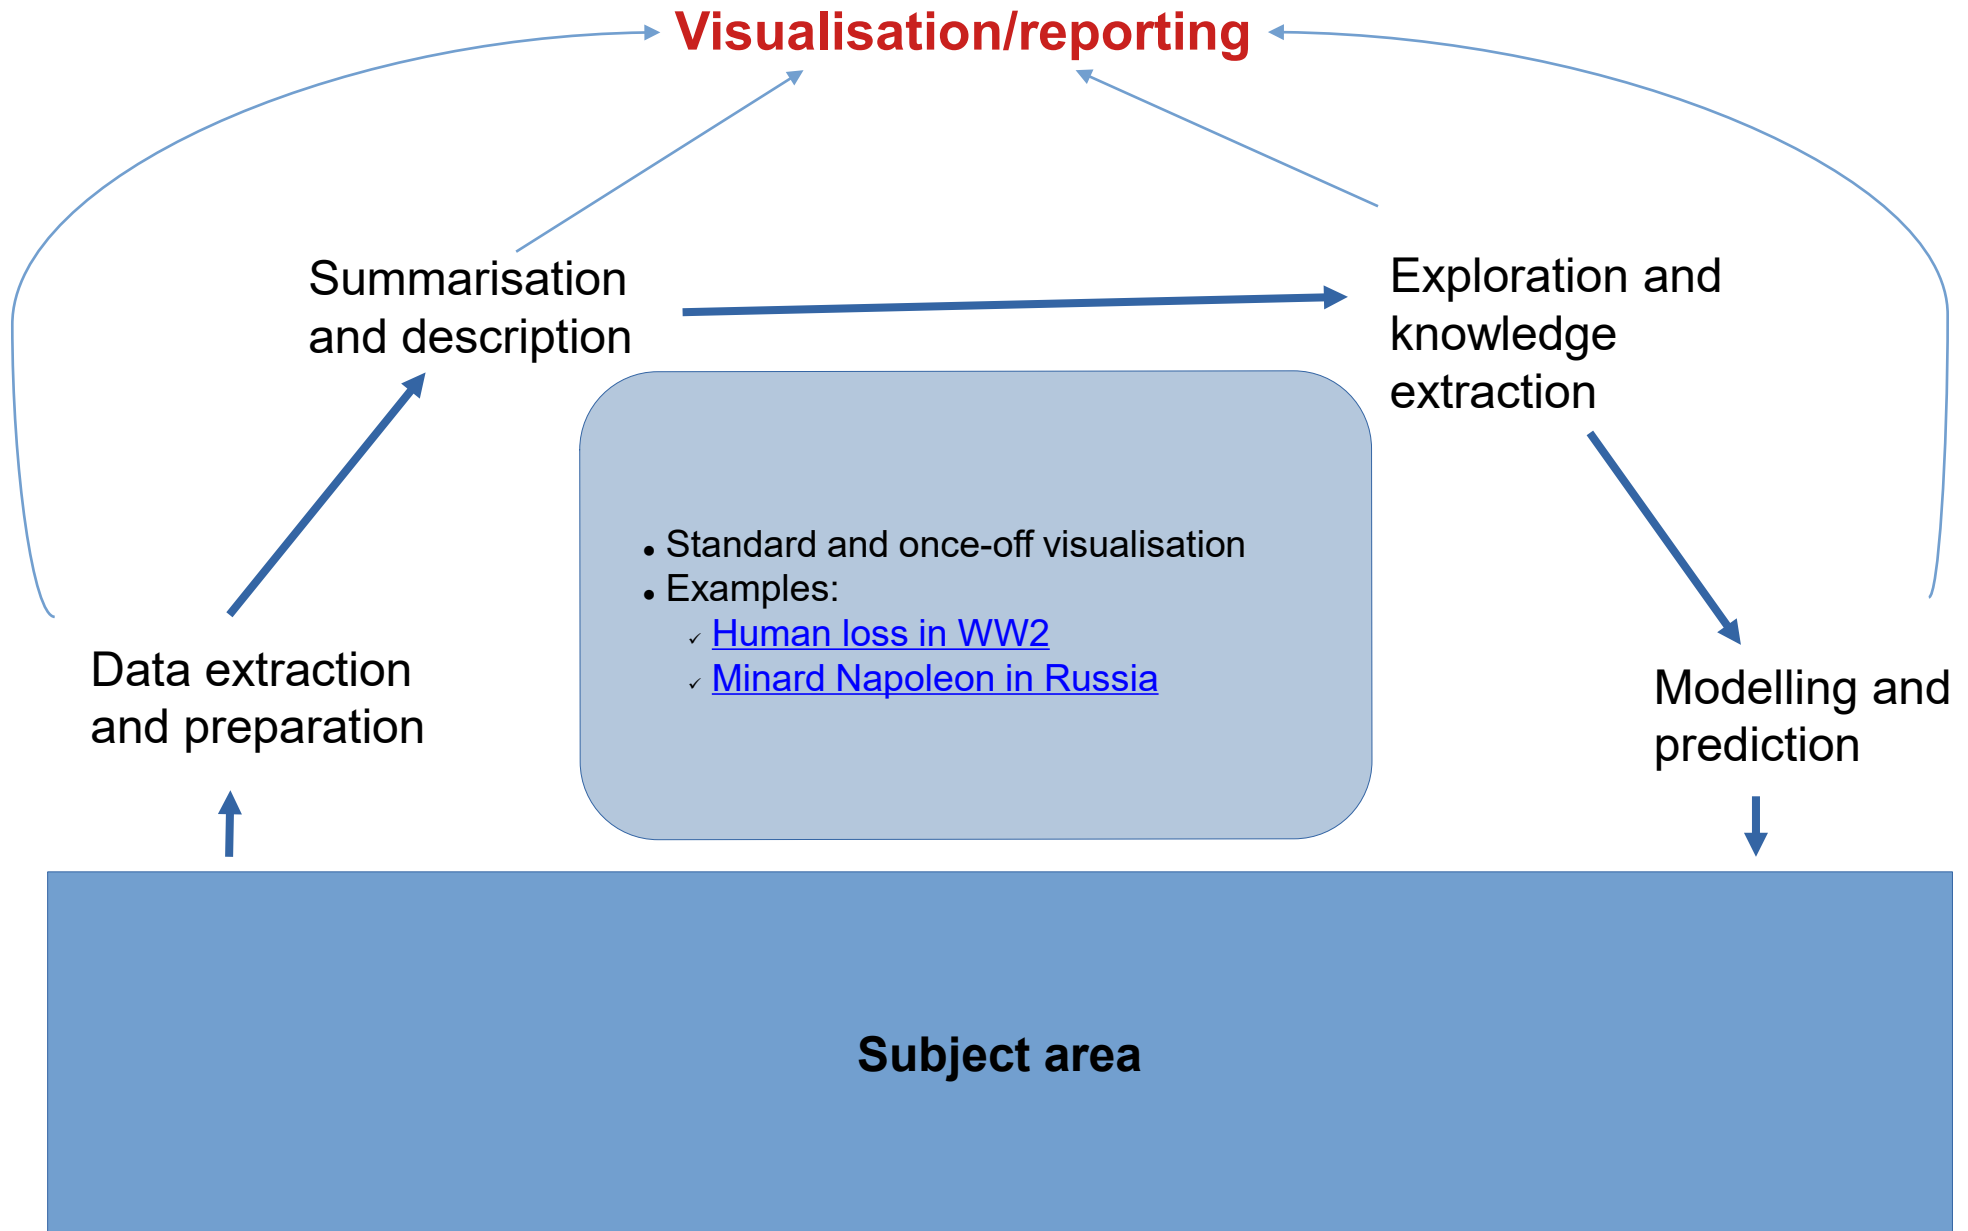 Visualisation/reporting
Summarisation
and description
Exploration and
knowledge
extraction
• Standard and once-off visualisation
• Examples:
✓ Human loss in WW2
✓ Minard Napoleon in Russia
Data extraction
and preparation
Modelling and
prediction
Subject area